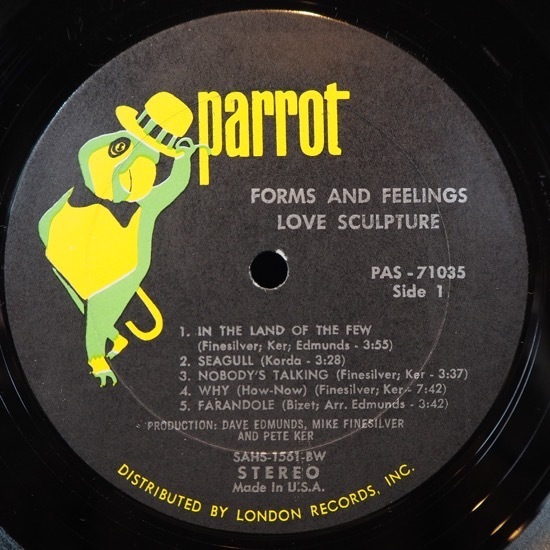 parrot
FORMS AND FEELINGS
LOVE SCULPTURE
PAS - 71035
Side 1
1. IN THE LAND OF THE FEW
(Finesilver; Ker; Edmunds - 3:55)
2. SEAGULL (Korda - 3:28)
3. NOBODY'S TALKING (Finesilver; Ker - 3:37)
4. WHY (How-Now) (Finesilver; Ker - 7:42)
5. FARANDOLE (Bizet; Arr. Edmunds - 3:42)
PRODUCTION: DAVE EDMUNDS, MIKE FINESILVER
AND PETE KER
SAHS-1561-BW
STEREO
Made in U.S.A.
DISTRIBUTED BY LONDON RECORDS, INC.